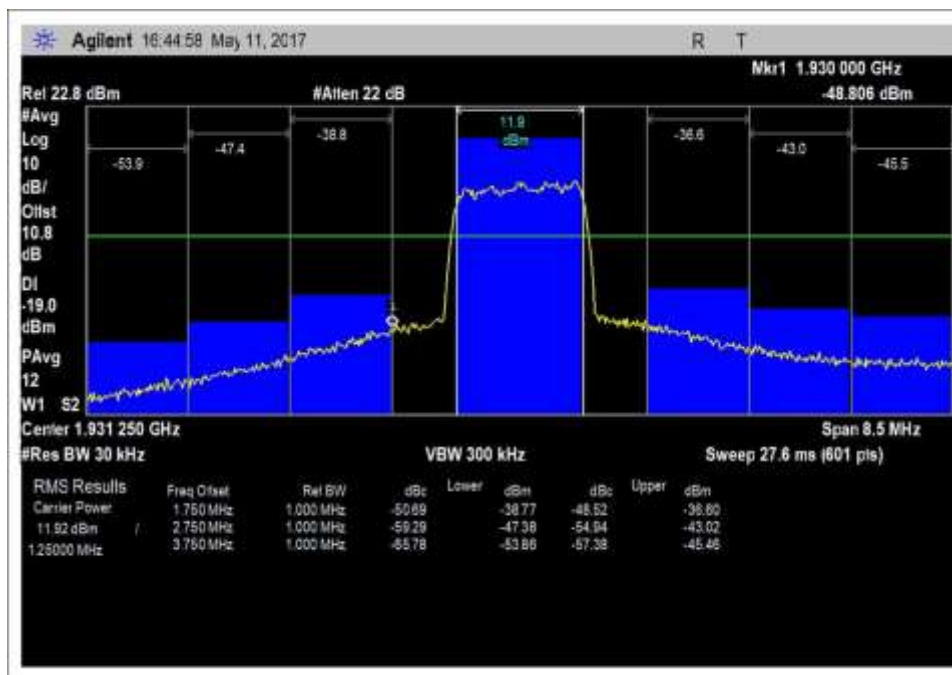 Agilent 16:44:58 May 11, 2017 R T
Mkr1 1.930 000 GHz
Ref 22.8 dBm #Atten 22 dB -48.806 dBm
#Avg
Log
10
dB/
Offst
10.8
dB
DI
-19.0
dBm
PAvg
12
W1 S2
-53.9 -47.4 -38.8 11.9 dBm -36.6 -43.0 -45.5
Center 1.931 250 GHz Span 8.5 MHz
#Res BW 30 kHz VBW 300 kHz Sweep 27.6 ms (601 pts)
RMS Results Freq Offset Ref BW dBc Lower dBm dBc Upper dBm
Carrier Power 1.750 MHz 1.000 MHz -50.69 -38.77 -48.52 -36.60
11.92 dBm / 2.750 MHz 1.000 MHz -59.29 -47.38 -54.94 -43.02
1.25000 MHz 3.750 MHz 1.000 MHz -65.78 -53.86 -57.38 -45.46